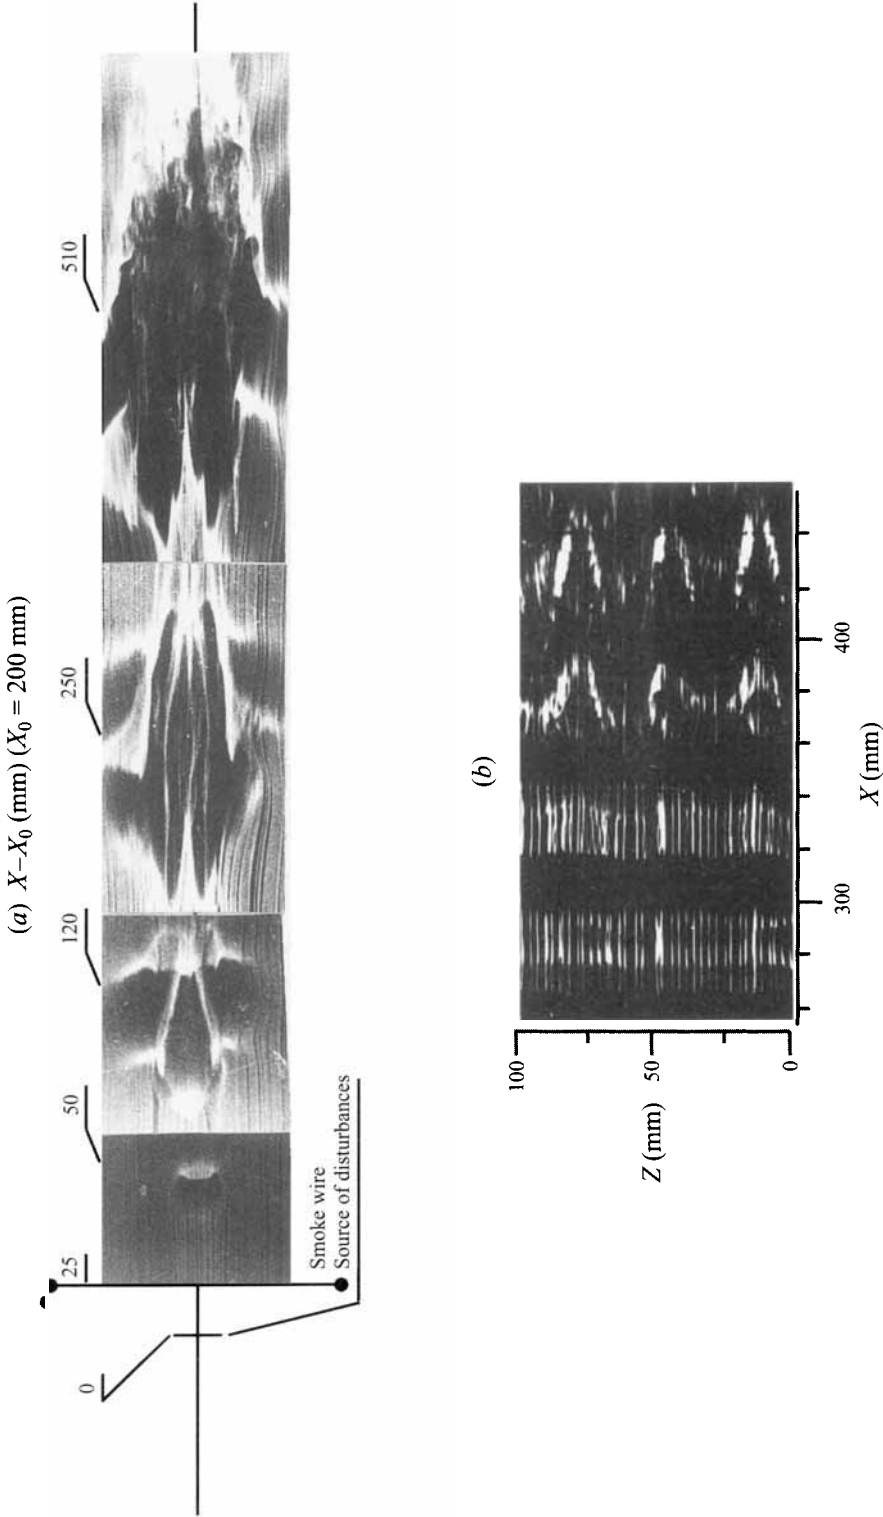 (a) X–X₀ (mm) (X₀ = 200 mm)
0
25
50
120
250
510
Smoke wire
Source of disturbances
(b)
100
50
0
Z (mm)
300
400
X (mm)